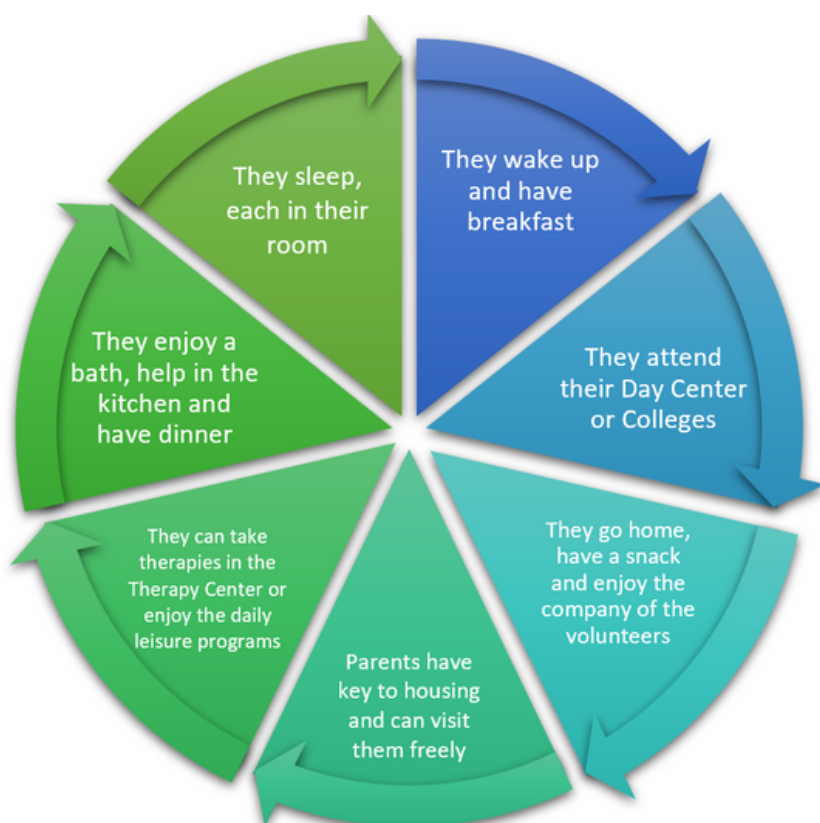 They wake up
and have
breakfast
They attend
their Day Center
or Colleges
They go home,
have a snack
and enjoy the
company of the
volunteers
Parents have
key to housing
and can visit
them freely
They can take
therapies in the
Therapy Center or
enjoy the daily
leisure programs
They enjoy a
bath, help in the
kitchen and
have dinner
They sleep,
each in their
room